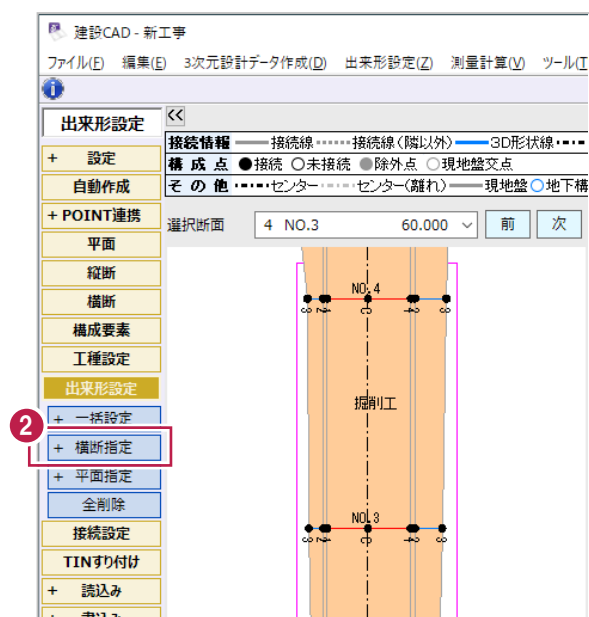 建設CAD - 新工事
ファイル(F) 編集(E) 3次元設計データ作成(D) 出来形設定(Z) 測量計算(V) ツール(T
出来形設定
<<
接続情報 接続線 接続線(隣以外) 3D形状線
構成点 接続 未接続 除外点 現地盤交点
その他 センター センター(離れ) 現地盤 地下構
選択断面 4 NO.3 60.000 前 次
+ 設定
自動作成
+ POINT連携
平面
縦断
横断
構成要素
工種設定
出来形設定
+ 一括設定
2
+ 横断指定
+ 平面指定
全削除
接続設定
TINすり付け
+ 読込み
NO.4
掘削工
NO.3